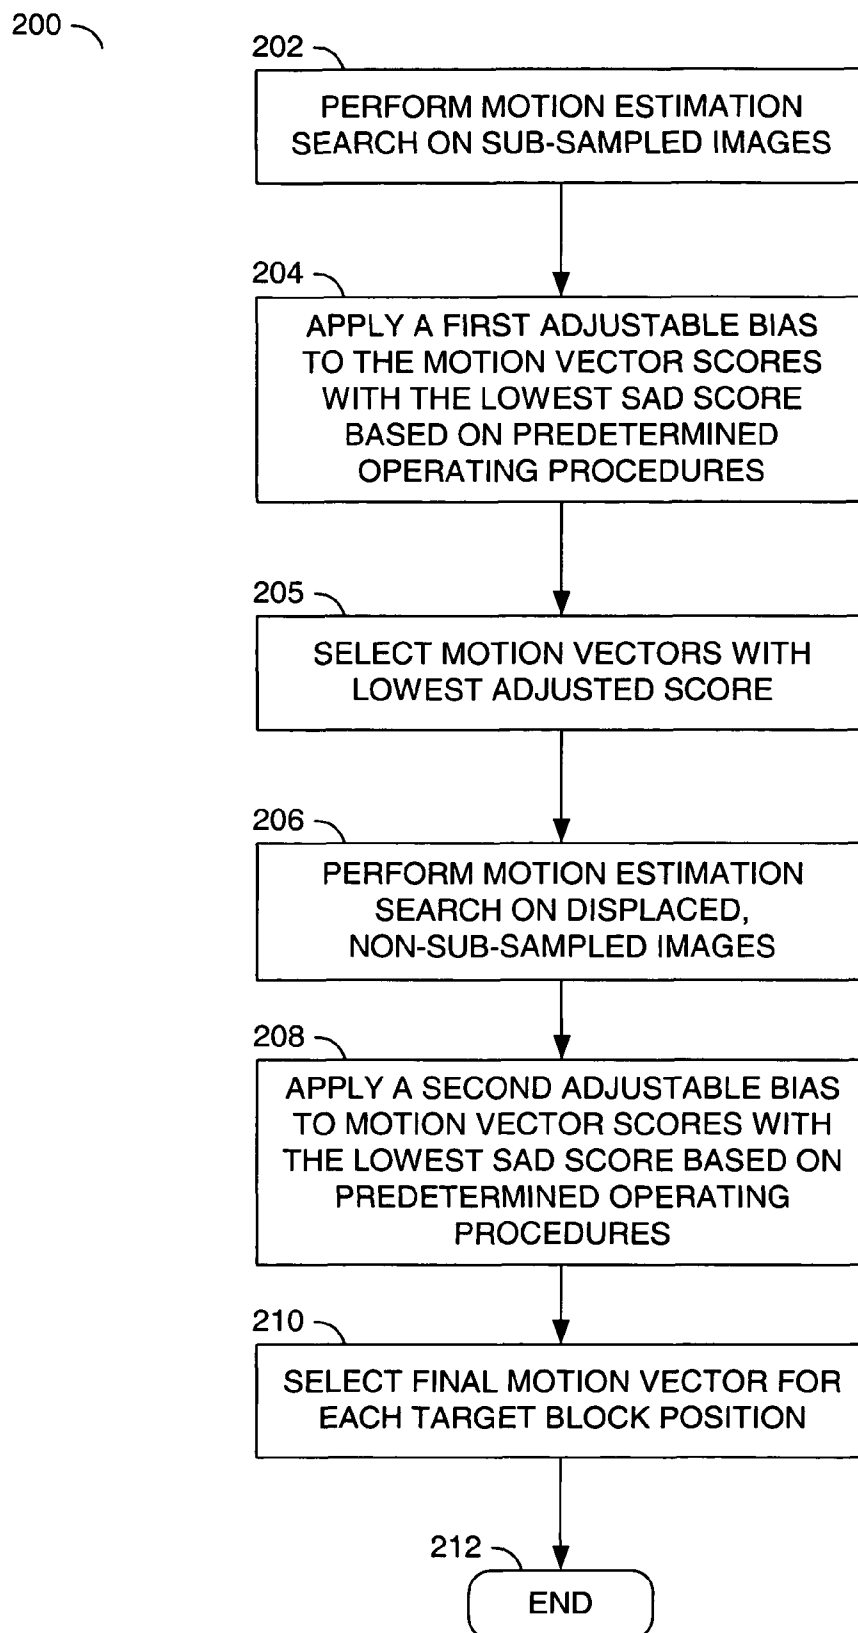 200
202
PERFORM MOTION ESTIMATION
SEARCH ON SUB-SAMPLED IMAGES
204
APPLY A FIRST ADJUSTABLE BIAS
TO THE MOTION VECTOR SCORES
WITH THE LOWEST SAD SCORE
BASED ON PREDETERMINED
OPERATING PROCEDURES
205
SELECT MOTION VECTORS WITH
LOWEST ADJUSTED SCORE
206
PERFORM MOTION ESTIMATION
SEARCH ON DISPLACED,
NON-SUB-SAMPLED IMAGES
208
APPLY A SECOND ADJUSTABLE BIAS
TO MOTION VECTOR SCORES WITH
THE LOWEST SAD SCORE BASED ON
PREDETERMINED OPERATING
PROCEDURES
210
SELECT FINAL MOTION VECTOR FOR
EACH TARGET BLOCK POSITION
212
END